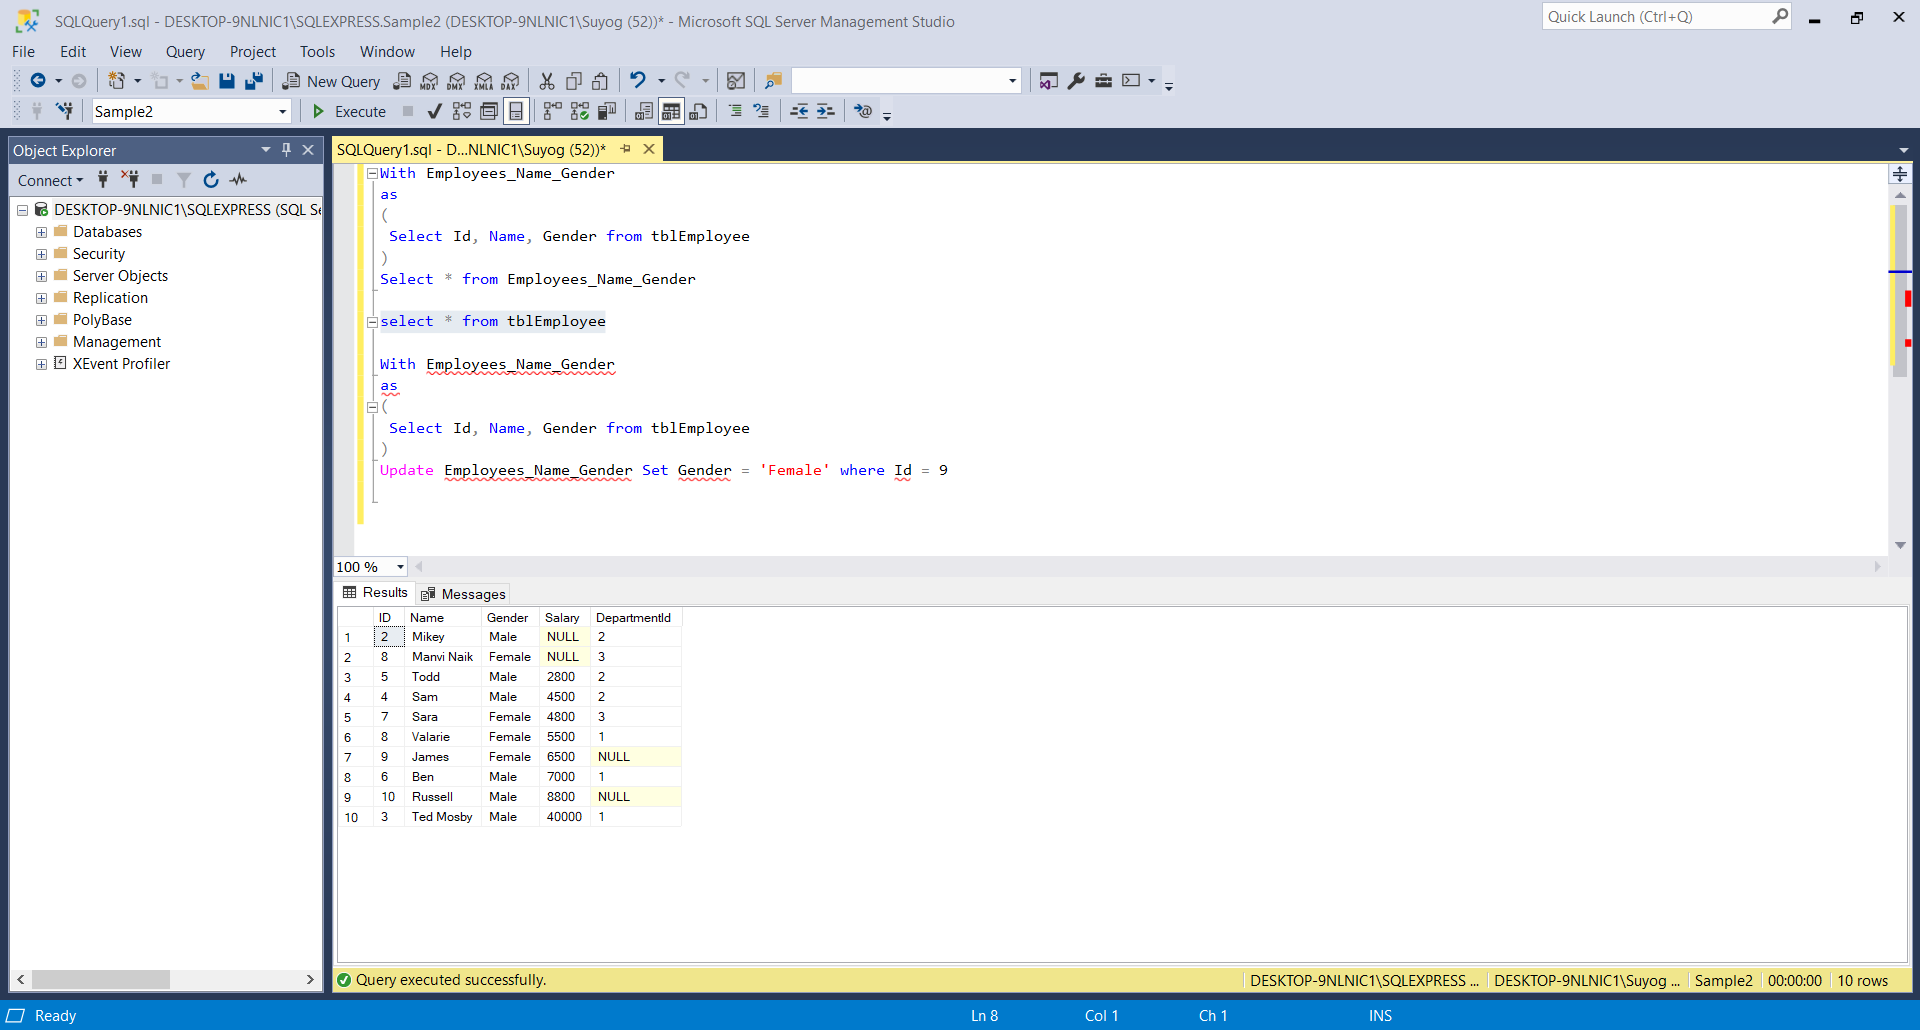 SQLQuery1.sql - DESKTOP-9NLNIC1\SQLEXPRESS.Sample2 (DESKTOP-9NLNIC1\Suyog (52))* - Microsoft SQL Server Management Studio
Quick Launch (Ctrl+Q)
File Edit View Query Project Tools Window Help
New Query MDX DMX XMLA DAX
Sample2 Execute
Object Explorer
SQLQuery1.sql - D...NLNIC1\Suyog (52))*
Connect
DESKTOP-9NLNIC1\SQLEXPRESS (SQL Se
Databases
Security
Server Objects
Replication
PolyBase
Management
XEvent Profiler
With Employees_Name_Gender
as
(
Select Id, Name, Gender from tblEmployee
)
Select * from Employees_Name_Gender
select * from tblEmployee
With Employees_Name_Gender
as
(
Select Id, Name, Gender from tblEmployee
)
Update Employees_Name_Gender Set Gender = 'Female' where Id = 9
100 %
Results Messages
ID Name Gender Salary DepartmentId
1 2 Mikey Male NULL 2
2 8 Manvi Naik Female NULL 3
3 5 Todd Male 2800 2
4 4 Sam Male 4500 2
5 7 Sara Female 4800 3
6 8 Valarie Female 5500 1
7 9 James Female 6500 NULL
8 6 Ben Male 7000 1
9 10 Russell Male 8800 NULL
10 3 Ted Mosby Male 40000 1
Query executed successfully.
DESKTOP-9NLNIC1\SQLEXPRESS ... DESKTOP-9NLNIC1\Suyog ... Sample2 00:00:00 10 rows
Ready Ln 8 Col 1 Ch 1 INS